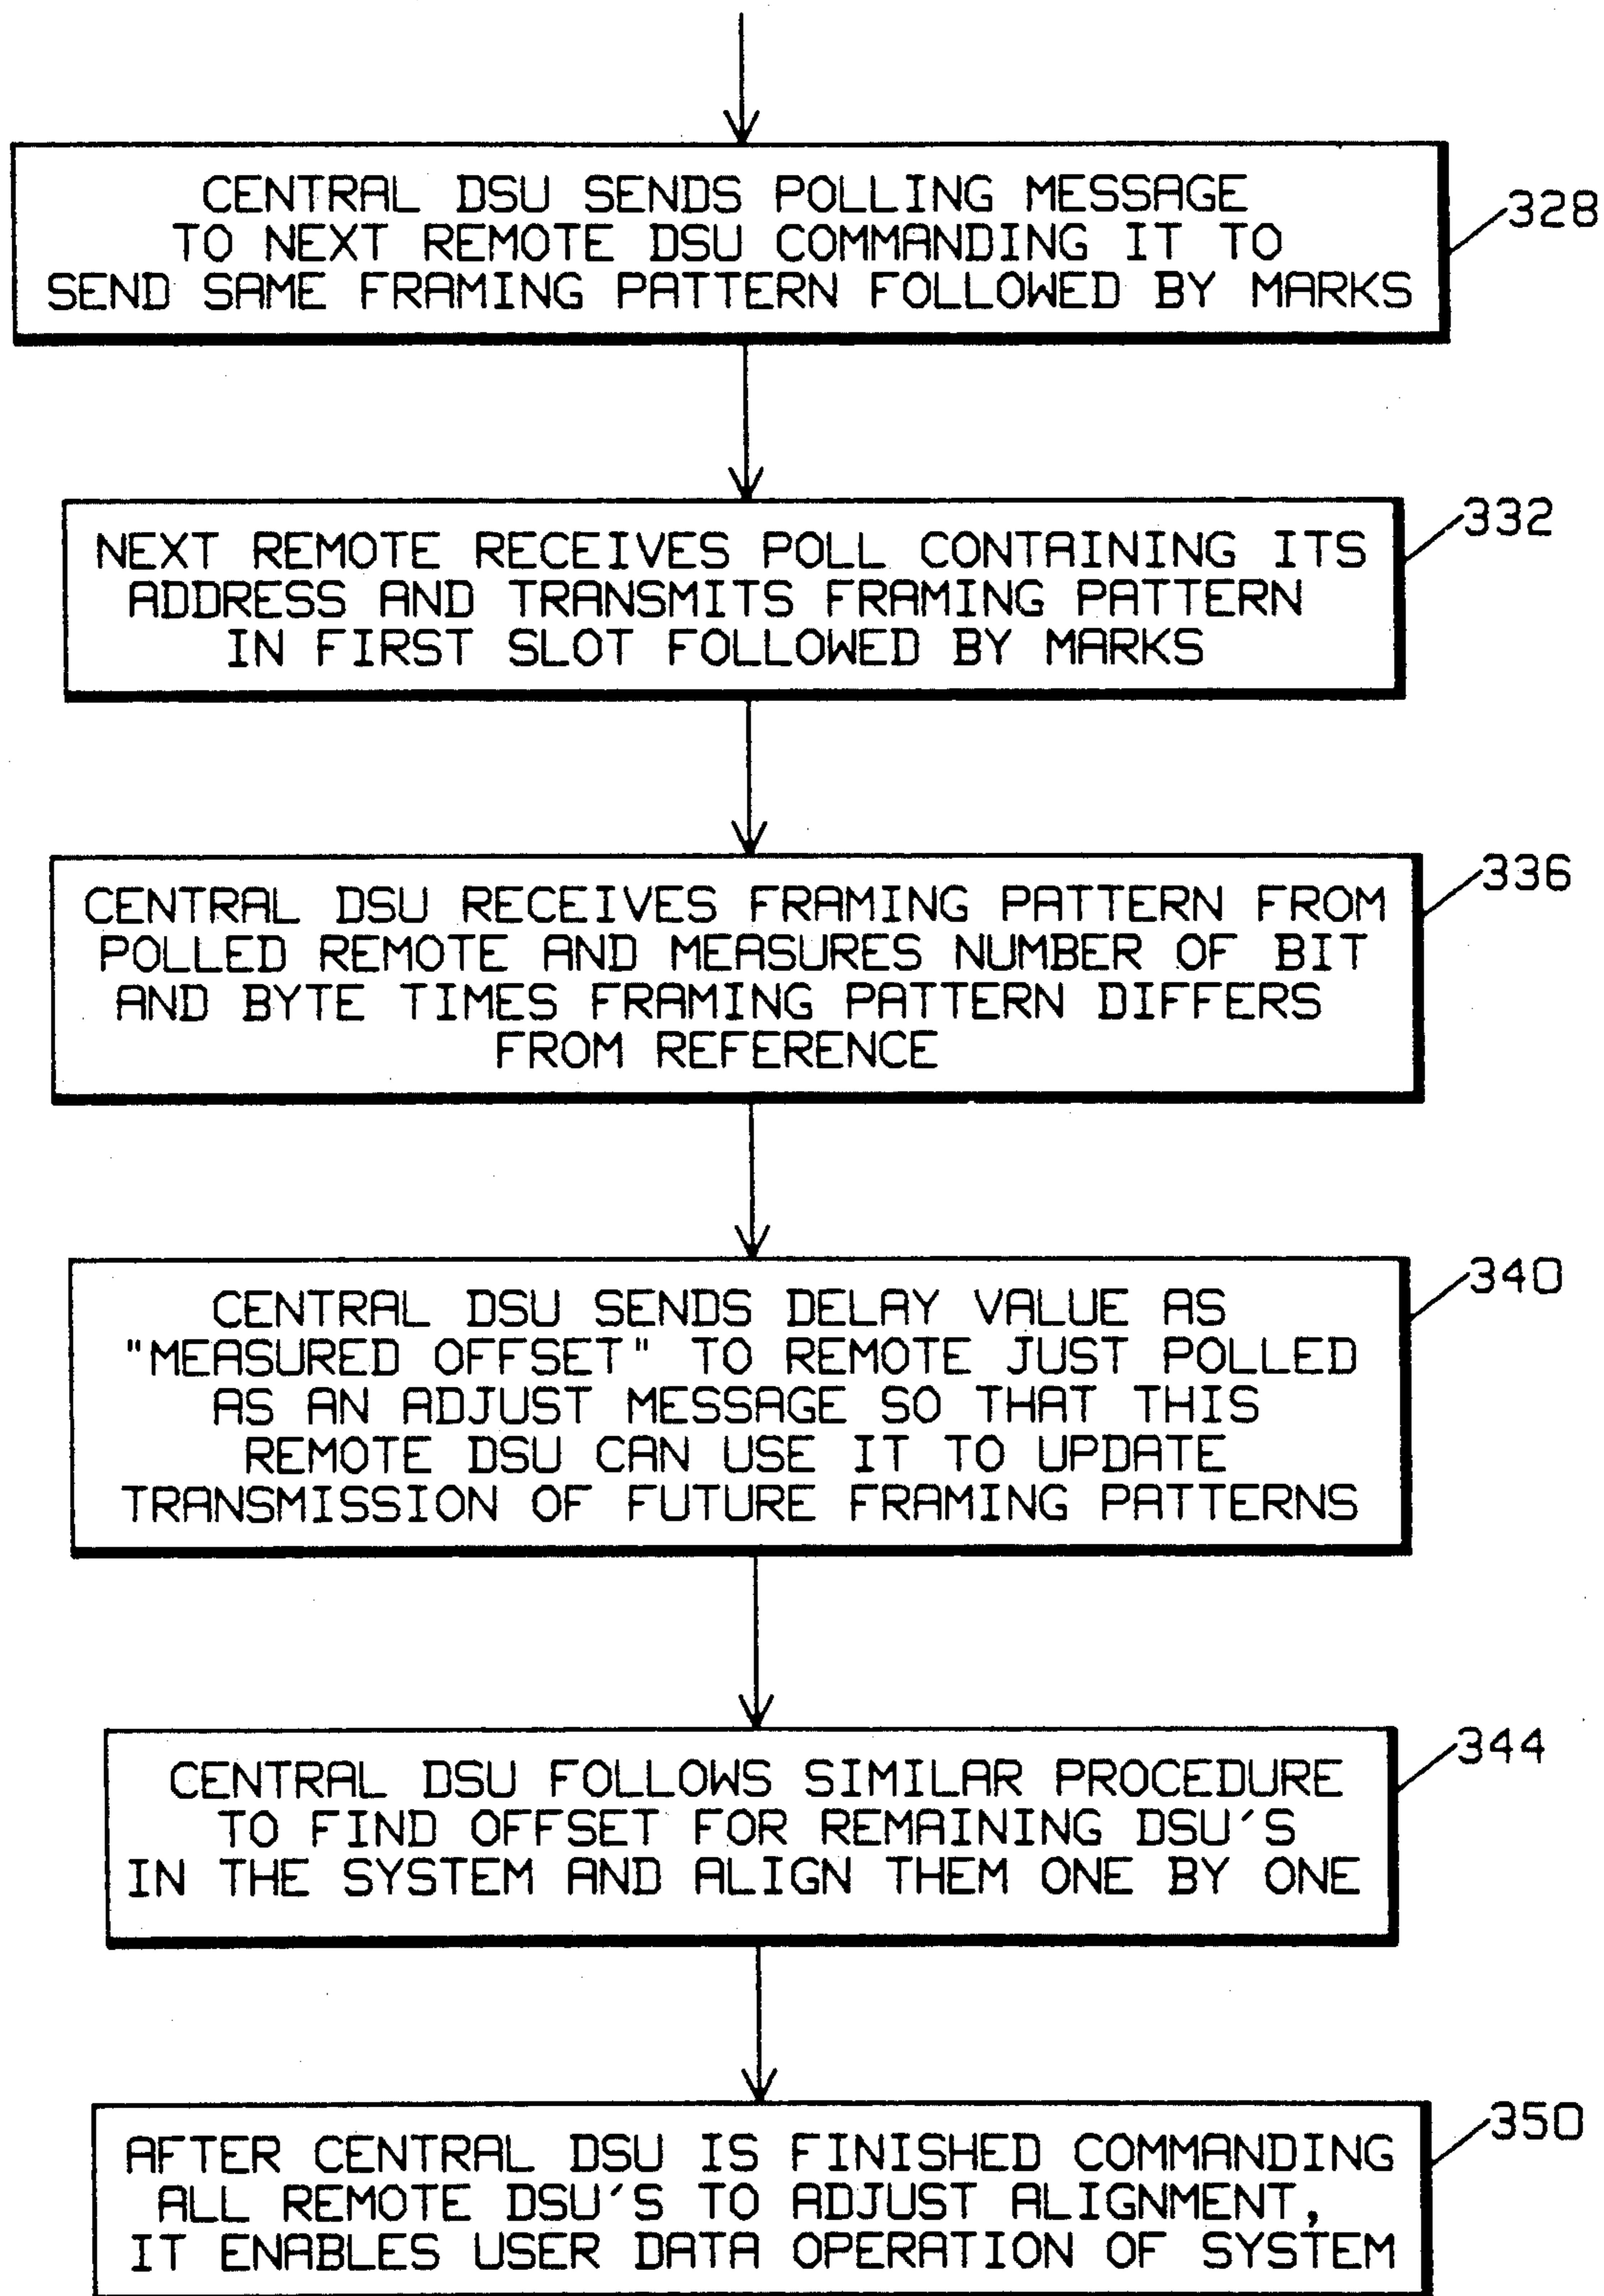 CENTRAL DSU SENDS POLLING MESSAGE
TO NEXT REMOTE DSU COMMANDING IT TO
SEND SAME FRAMING PATTERN FOLLOWED BY MARKS
328
NEXT REMOTE RECEIVES POLL CONTAINING ITS
ADDRESS AND TRANSMITS FRAMING PATTERN
IN FIRST SLOT FOLLOWED BY MARKS
332
CENTRAL DSU RECEIVES FRAMING PATTERN FROM
POLLED REMOTE AND MEASURES NUMBER OF BIT
AND BYTE TIMES FRAMING PATTERN DIFFERS
FROM REFERENCE
336
CENTRAL DSU SENDS DELAY VALUE AS
"MEASURED OFFSET" TO REMOTE JUST POLLED
AS AN ADJUST MESSAGE SO THAT THIS
REMOTE DSU CAN USE IT TO UPDATE
TRANSMISSION OF FUTURE FRAMING PATTERNS
340
CENTRAL DSU FOLLOWS SIMILAR PROCEDURE
TO FIND OFFSET FOR REMAINING DSU'S
IN THE SYSTEM AND ALIGN THEM ONE BY ONE
344
AFTER CENTRAL DSU IS FINISHED COMMANDING
ALL REMOTE DSU'S TO ADJUST ALIGNMENT,
IT ENABLES USER DATA OPERATION OF SYSTEM
350